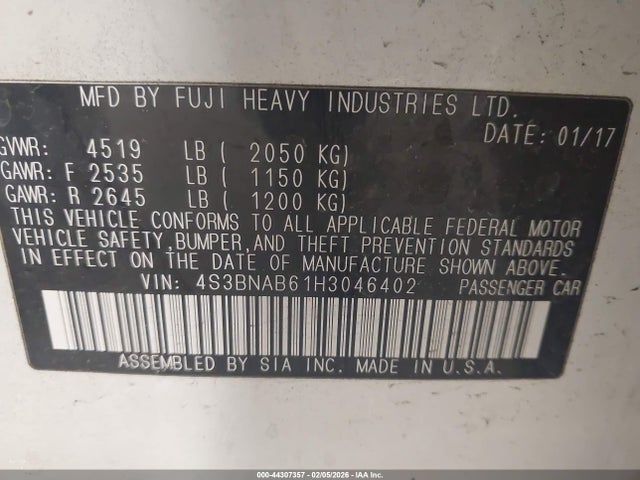 MFD BY FUJI HEAVY INDUSTRIES LTD.
DATE: 01/17
GVWR: 4519 LB ( 2050 KG)
GAWR: F 2535 LB ( 1150 KG)
GAWR: R 2645 LB ( 1200 KG)
THIS VEHICLE CONFORMS TO ALL APPLICABLE FEDERAL MOTOR
VEHICLE SAFETY,BUMPER,AND THEFT PREVENTION STANDARDS
IN EFFECT ON THE DATE OF MANUFACTURE SHOWN ABOVE.
VIN: 4S3BNAB61H3046402 PASSENGER CAR
ASSEMBLED BY SIA INC. MADE IN U.S.A.
000-44307357 - 02/05/2026 - IAA Inc.